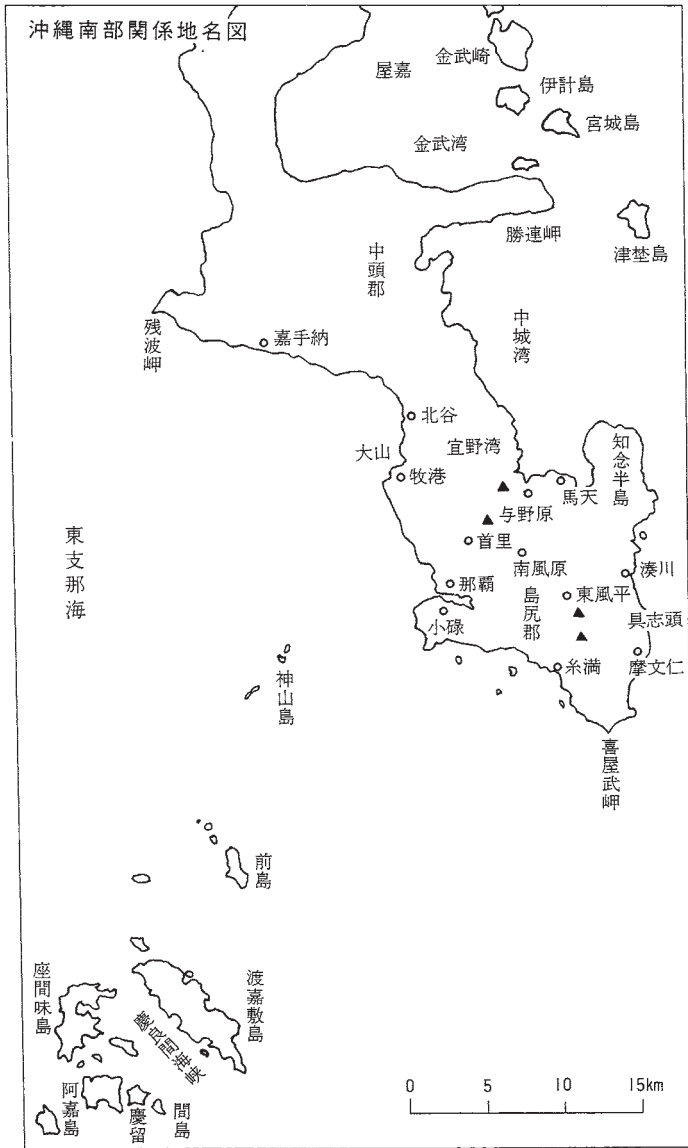 沖縄南部関係地名図
金武崎
屋嘉
伊計島
宮城島
金武湾
勝連岬
津堅島
中頭郡
中城湾
残波岬
嘉手納
北谷
大山
宜野湾
知念半島
牧港
馬天
与野原
東支那海
首里
南風原
湊川
那覇
島尻郡
東風平
小碌
具志頭
糸満
摩文仁
神山島
喜屋武岬
前島
座間味島
渡嘉敷島
慶良間海峡
阿嘉島
慶留
間島
0 5 10 15km